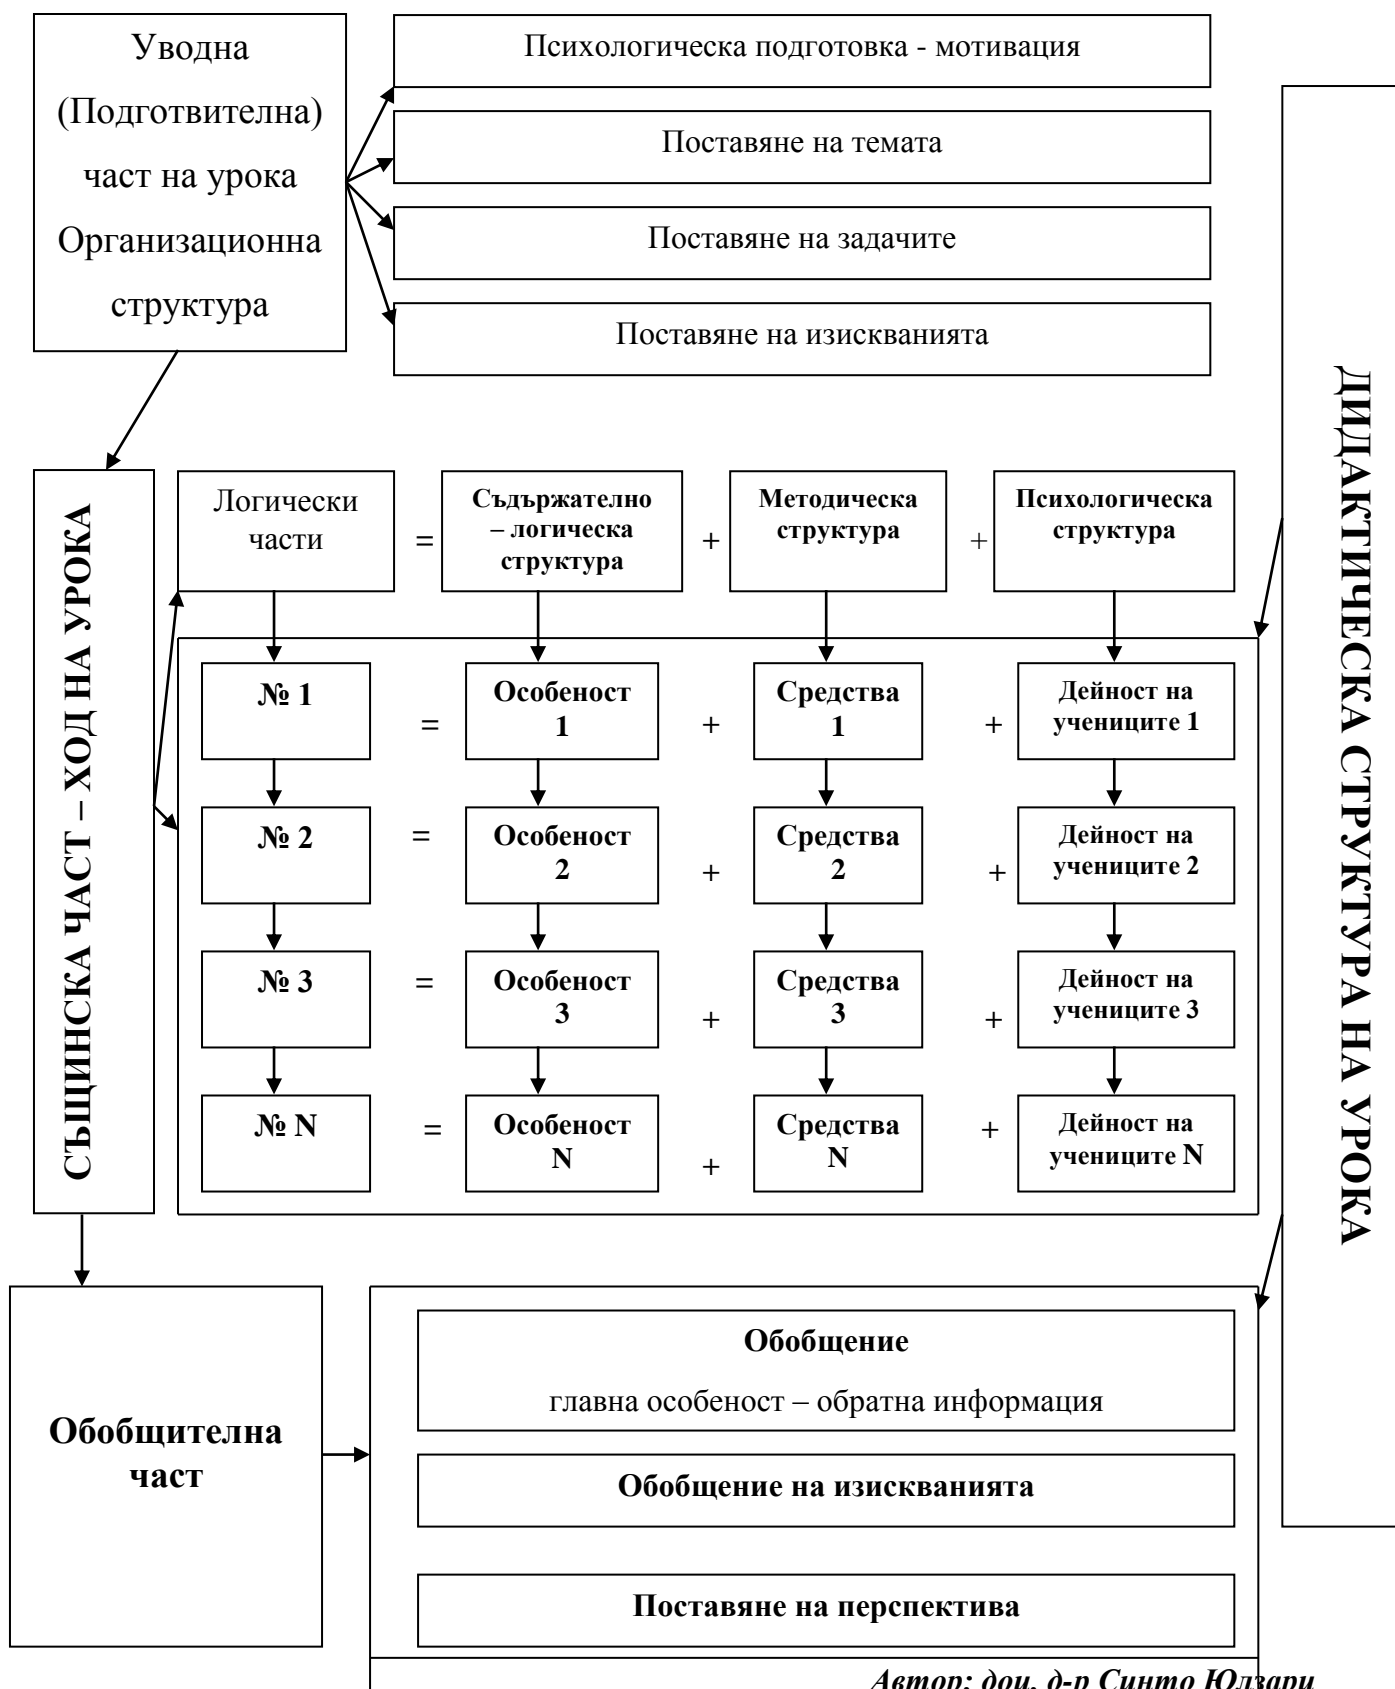 Уводна
(Подготвителна)
част на урока
Организационна
структура
Психологическа подготовка - мотивация
Поставяне на темата
Поставяне на задачите
Поставяне на изискванията
ДИДАКТИЧЕСКА СТРУКТУРА НА УРОКА
СЪЩИНСКА ЧАСТ – ХОД НА УРОКА
Логически
части
=
Съдържателно
– логическа
структура
+
Методическа
структура
+
Психологическа
структура
№ 1
=
Особеност
1
+
Средства
1
+
Дейност на
учениците 1
№ 2
=
Особеност
2
+
Средства
2
+
Дейност на
учениците 2
№ 3
=
Особеност
3
+
Средства
3
+
Дейност на
учениците 3
№ N
=
Особеност
N
+
Средства
N
+
Дейност на
учениците N
Обобщителна
част
Обобщение
главна особеност – обратна информация
Обобщение на изискванията
Поставяне на перспектива
Автор: доц. д-р Синто Юлзари